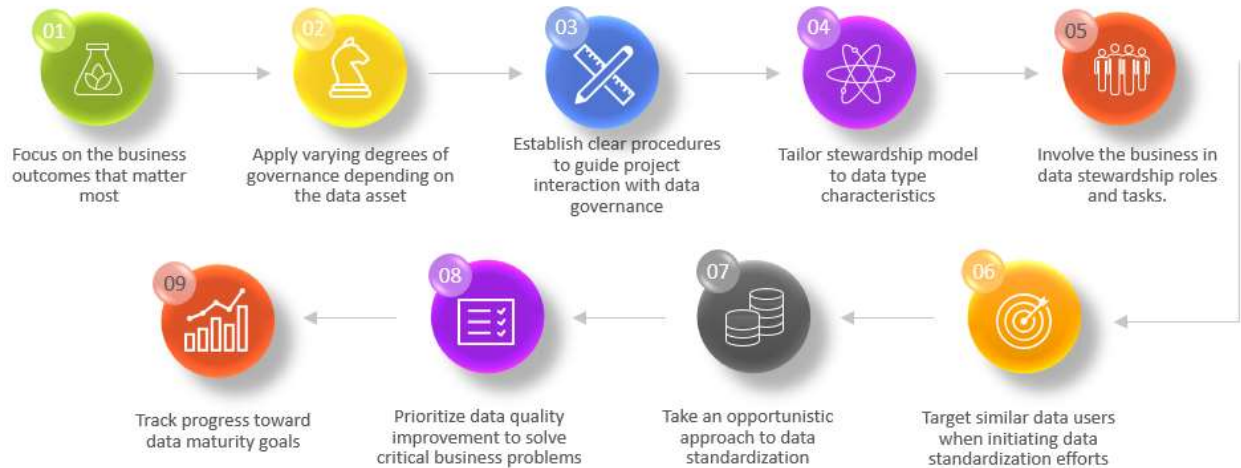 01
Focus on the business
outcomes that matter
most
02
Apply varying degrees of
governance depending on
the data asset
03
Establish clear procedures
to guide project
interaction with data
governance
04
Tailor stewardship model
to data type
characteristics
05
Involve the business in
data stewardship roles
and tasks.
06
Target similar data users
when initiating data
standardization efforts
07
Take an opportunistic
approach to data
standardization
08
Prioritize data quality
improvement to solve
critical business problems
09
Track progress toward
data maturity goals